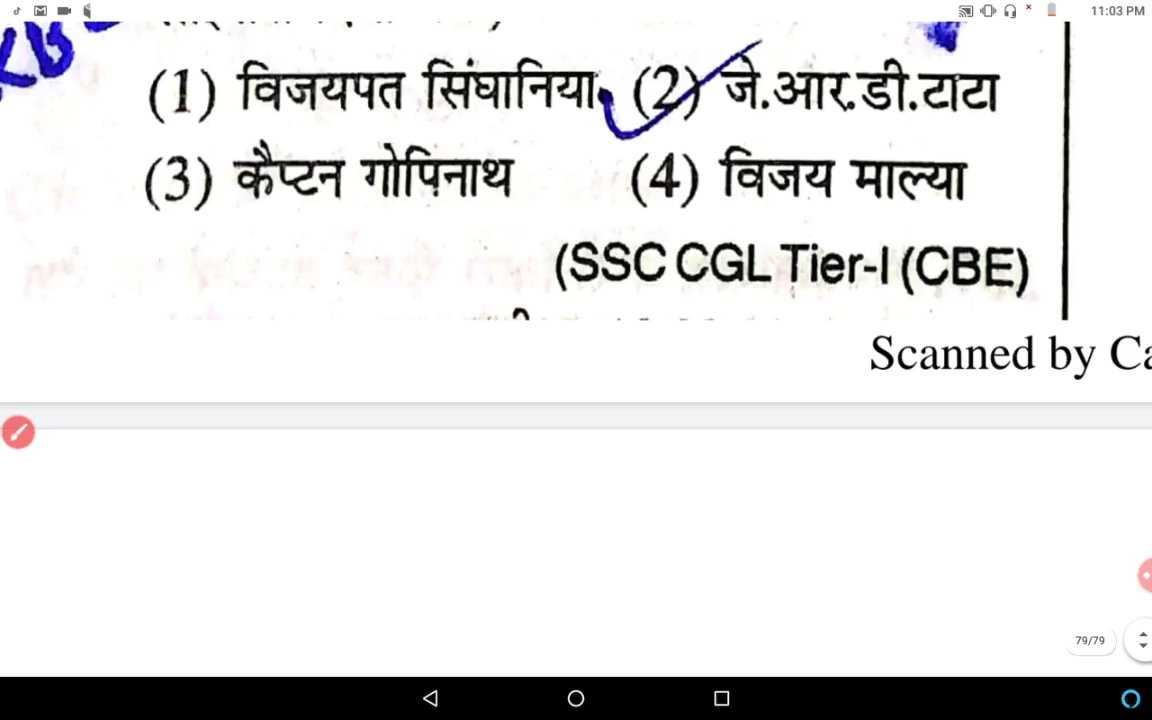 11:03 PM
(1) विजयपत सिंघानिया (2) जे.आर.डी.टाटा
(3) कैप्टन गोपिनाथ (4) विजय माल्या
(SSC CGL Tier-I (CBE)
Scanned by Ca
79/79